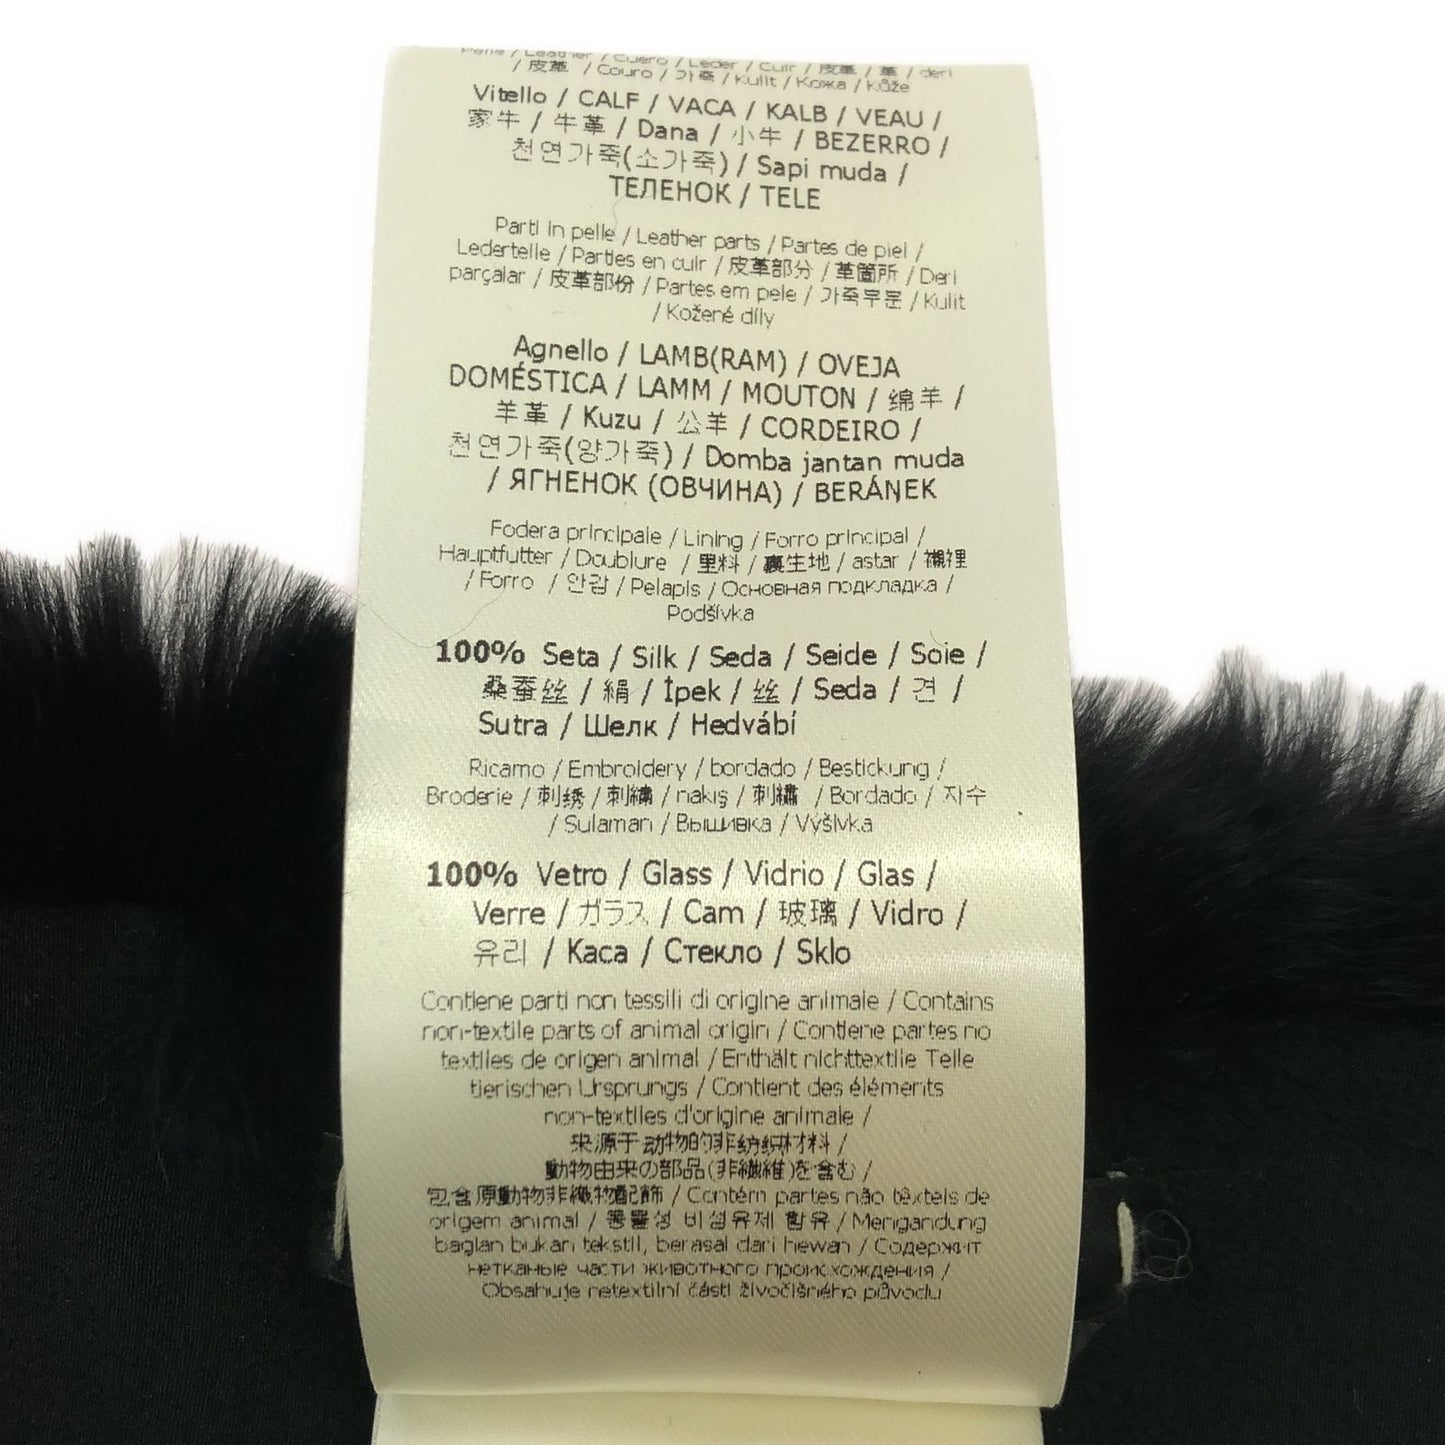 Pelle / Leather / Cuero / Leder / Cuir / 皮革 / 革 / deri
/ 皮革 / Couro / 가죽 / Kulit / Кожа / Kůže
Vitello / CALF / VACA / KALB / VEAU /
家牛 / 牛革 / Dana / 小牛 / BEZERRO /
천연가죽(소가죽) / Sapi muda /
ТЕЛЕНОК / TELE
Parti in pelle / Leather parts / Partes de piel /
Ledertelle / Parties en cuir / 皮革部分 / 革箇所 / Deri
parçalar / 皮革部份 / Partes em pele / 가죽부분 / Kulit
/ Kožené díly
Agnello / LAMB(RAM) / OVEJA
DOMÉSTICA / LAMM / MOUTON / 绵羊 /
羊革 / Kuzu / 公羊 / CORDEIRO /
천연가죽(양가죽) / Domba jantan muda
/ ЯГНЕНОК (ОВЧИНА) / BERÁNEK
Fodera principale / Lining / Forro principal /
Hauptfutter / Doublure / 里料 / 裏生地 / astar / 襯裡
/ Forro / 안감 / Pelapis / Основная подкладка /
Podšívka
100% Seta / Silk / Seda / Seide / Soie /
桑蚕丝 / 絹 / İpek / 丝 / Seda / 견 /
Sutra / Шелк / Hedvábí
Ricamo / Embroidery / bordado / Bestickung /
Broderie / 刺绣 / 刺繍 / nakış / 刺繡 / Bordado / 자수
/ Sulaman / Вышивка / Výšivka
100% Vetro / Glass / Vidrio / Glas /
Verre / ガラス / Cam / 玻璃 / Vidro /
유리 / Kaca / Стекло / Sklo
Contiene parti non tessili di origine animale / Contains
non-textile parts of animal origin / Contiene partes no
textiles de origen animal / Enthält nichttextile Teile
tierischen Ursprungs / Contient des éléments
non-textiles d'origine animale /
来源于动物的非纺织材料 /
動物由来の部品(非繊維)を含む /
包含原動物非織物配飾 / Contém partes não têxteis de
origem animal / 동물성 비섬유제 함유 / Mengandung
bagian bukan tekstil, berasal dari hewan / Содержит
нетканые части животного происхождения /
Obsahuje netextilní části živočišného původu